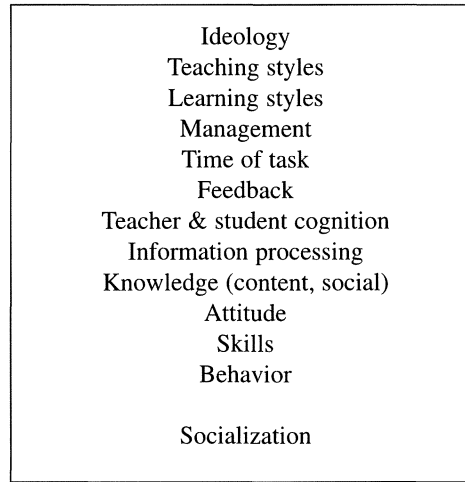 Ideology
Teaching styles
Learning styles
Management
Time of task
Feedback
Teacher & student cognition
Information processing
Knowledge (content, social)
Attitude
Skills
Behavior
Socialization